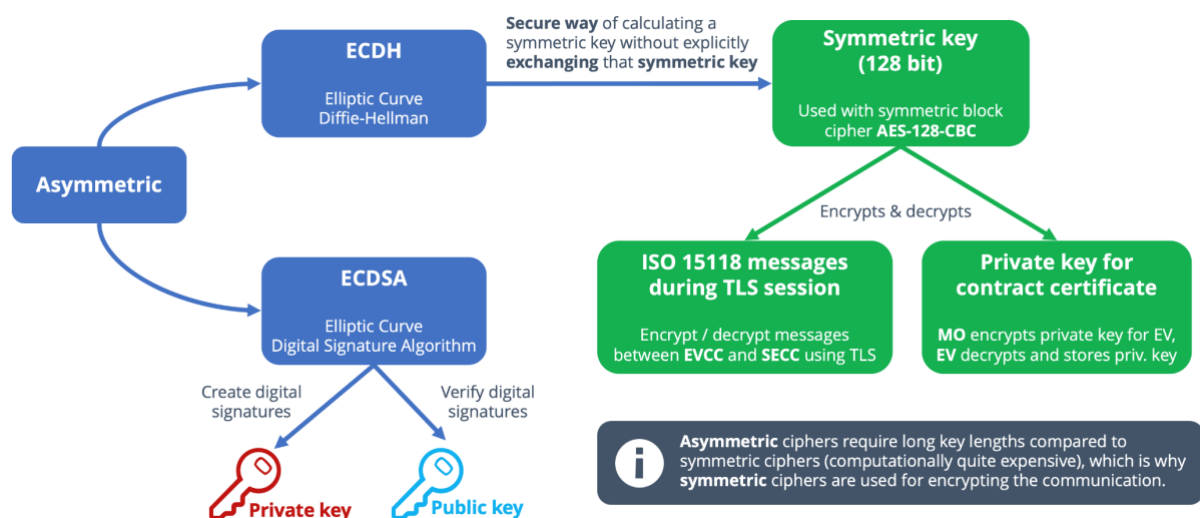 Asymmetric
ECDH
Elliptic Curve
Diffie-Hellman
Secure way of calculating a
symmetric key without explicitly
exchanging that symmetric key
Symmetric key
(128 bit)
Used with symmetric block
cipher AES-128-CBC
Encrypts & decrypts
ISO 15118 messages
during TLS session
Encrypt / decrypt messages
between EVCC and SECC using TLS
Private key for
contract certificate
MO encrypts private key for EV,
EV decrypts and stores priv. key
ECDSA
Elliptic Curve
Digital Signature Algorithm
Create digital
signatures
Verify digital
signatures
Private key
Public key
i
Asymmetric ciphers require long key lengths compared to
symmetric ciphers (computationally quite expensive), which is why
symmetric ciphers are used for encrypting the communication.